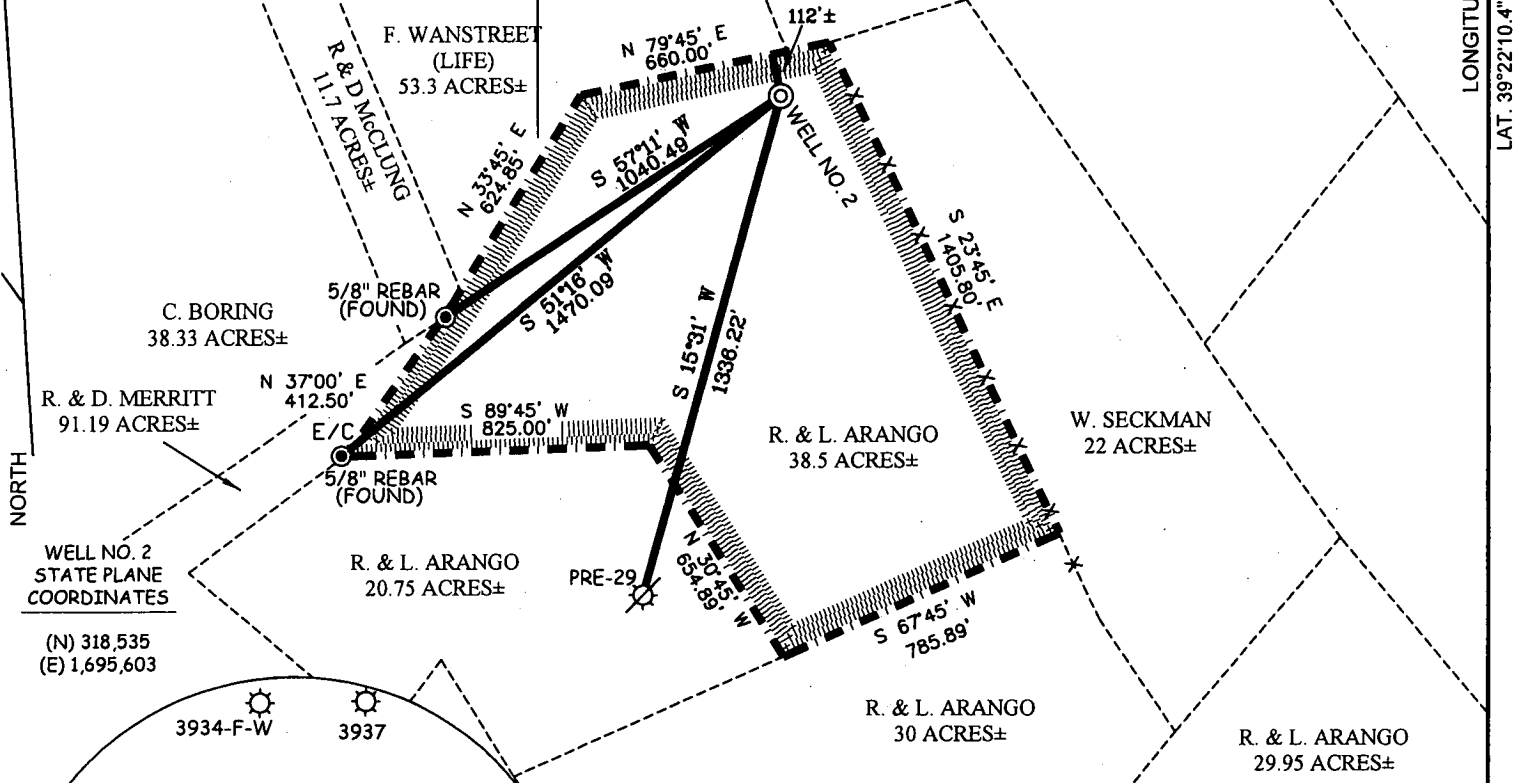 112'±
F. WANSTREET
(LIFE)
53.3 ACRES±
N 79°45' E
660.00'
R & D McCLUNG
11.7 ACRES±
LAT. 39°22'10.4"
WELL NO. 2
S 57°11' W
1040.49'
N 33°45' E
624.85'
S 23°45' E
1405.80'
5/8" REBAR
(FOUND)
S 51°16' W
1470.09'
S 15°31' W
1336.22'
C. BORING
38.33 ACRES±
N 37°00' E
412.50'
R. & D. MERRITT
91.19 ACRES±
S 89°45' W
825.00'
E/C
5/8" REBAR
(FOUND)
R. & L. ARANGO
38.5 ACRES±
W. SECKMAN
22 ACRES±
NORTH
WELL NO. 2
STATE PLANE
COORDINATES
(N) 318,535
(E) 1,695,603
R. & L. ARANGO
20.75 ACRES±
PRE-29
N 30°45' W
654.89'
S 67°45' W
785.89'
3934-F-W
3937
R. & L. ARANGO
30 ACRES±
R. & L. ARANGO
29.95 ACRES±